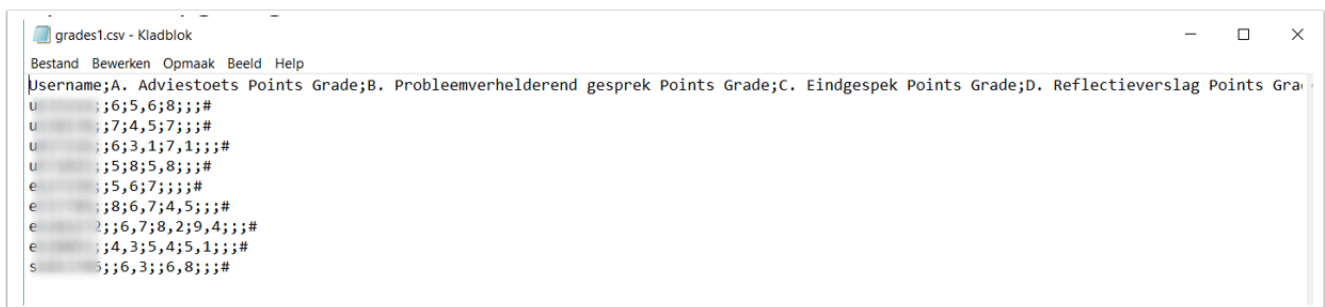 grades1.csv - Kladblok
Bestand Bewerken Opmaak Beeld Help
Username;A. Adviestoets Points Grade;B. Probleemverhelderend gesprek Points Grade;C. Eindgespek Points Grade;D. Reflectieverslag Points
u ;;6;5,6;8;;;#
u ;;7;4,5;7;;;#
u ;;6;3,1;7,1;;;#
u ;;5;8;5,8;;;#
e ;;5,6;7;;;;#
e ;;8;6,7;4,5;;;#
e 2;;6,7;8,2;9,4;;;#
e ;;4,3;5,4;5,1;;;#
s 5;;6,3;;6,8;;;#